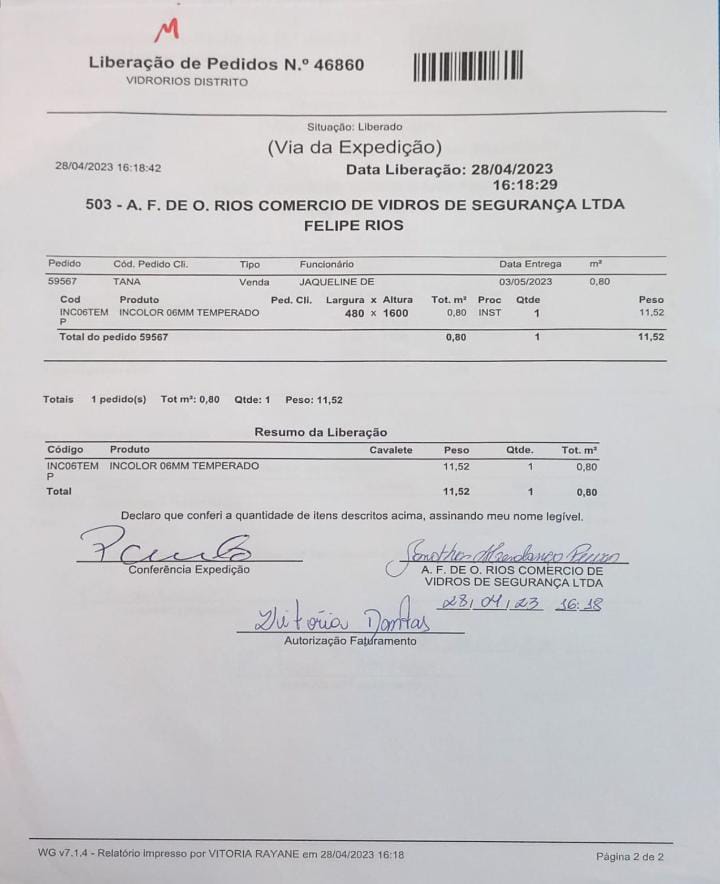 M
Liberação de Pedidos N.º 46860
VIDRORIOS DISTRITO
Situação: Liberado
(Via da Expedição)
28/04/2023 16:18:42
Data Liberação: 28/04/2023
16:18:29
503 - A. F. DE O. RIOS COMERCIO DE VIDROS DE SEGURANÇA LTDA
FELIPE RIOS
Pedido Cód. Pedido Cli. Tipo Funcionário Data Entrega m²
59567 TANA Venda JAQUELINE DE 03/05/2023 0,80
Cod Produto Ped. Cli. Largura x Altura Tot. m² Proc Qtde Peso
INC06TEM INCOLOR 06MM TEMPERADO 480 x 1600 0,80 INST 1 11,52
P
Total do pedido 59567 0,80 1 11,52
Totais 1 pedido(s) Tot m²: 0,80 Qtde: 1 Peso: 11,52
Resumo da Liberação
Código Produto Cavalete Peso Qtde. Tot. m²
INC06TEM INCOLOR 06MM TEMPERADO 11,52 1 0,80
P
Total 11,52 1 0,80
Declaro que conferi a quantidade de itens descritos acima, assinando meu nome legível.
Conferência Expedição
A. F. DE O. RIOS COMERCIO DE
VIDROS DE SEGURANÇA LTDA
28/04/23 16:18
Vitória Dantas
Autorização Faturamento
WG v7.1.4 - Relatório impresso por VITORIA RAYANE em 28/04/2023 16:18
Página 2 de 2